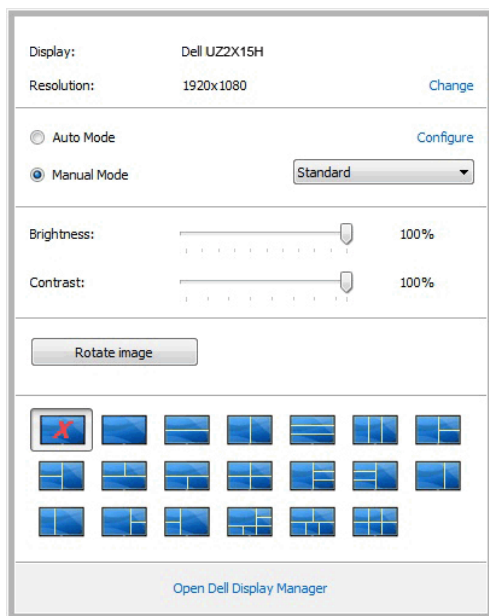 Display: Dell UZ2X15H
Resolution: 1920x1080 Change
Auto Mode Configure
Manual Mode Standard
Brightness: 100%
Contrast: 100%
Rotate image
Open Dell Display Manager